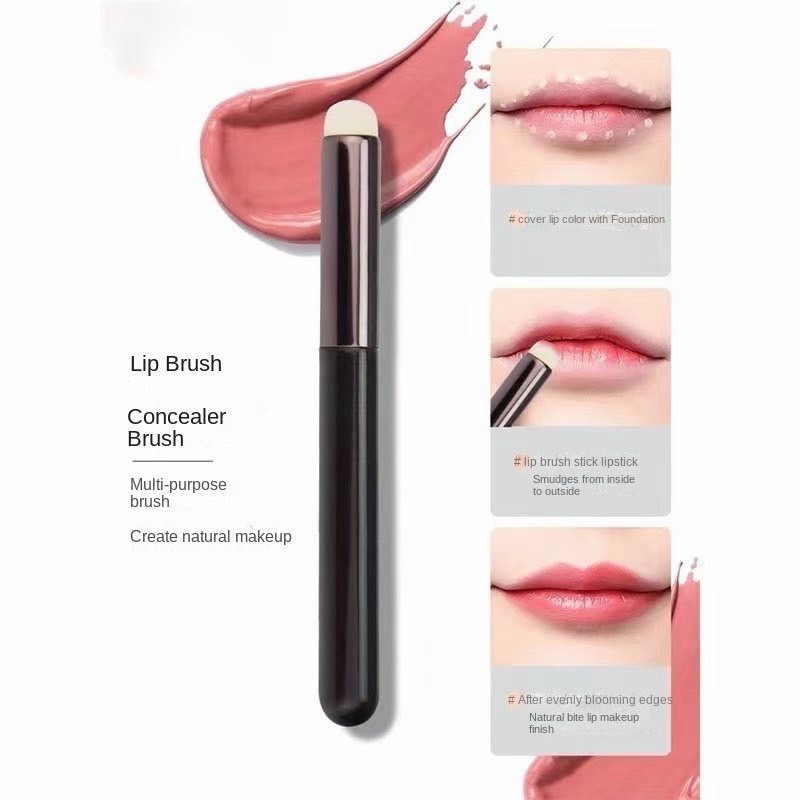 Lip Brush
Concealer
Brush
Multi-purpose
brush
Create natural makeup
# cover lip color with Foundation
# lip brush stick lipstick
Smudges from inside
to outside
# After evenly blooming edges
Natural bite lip makeup
finish